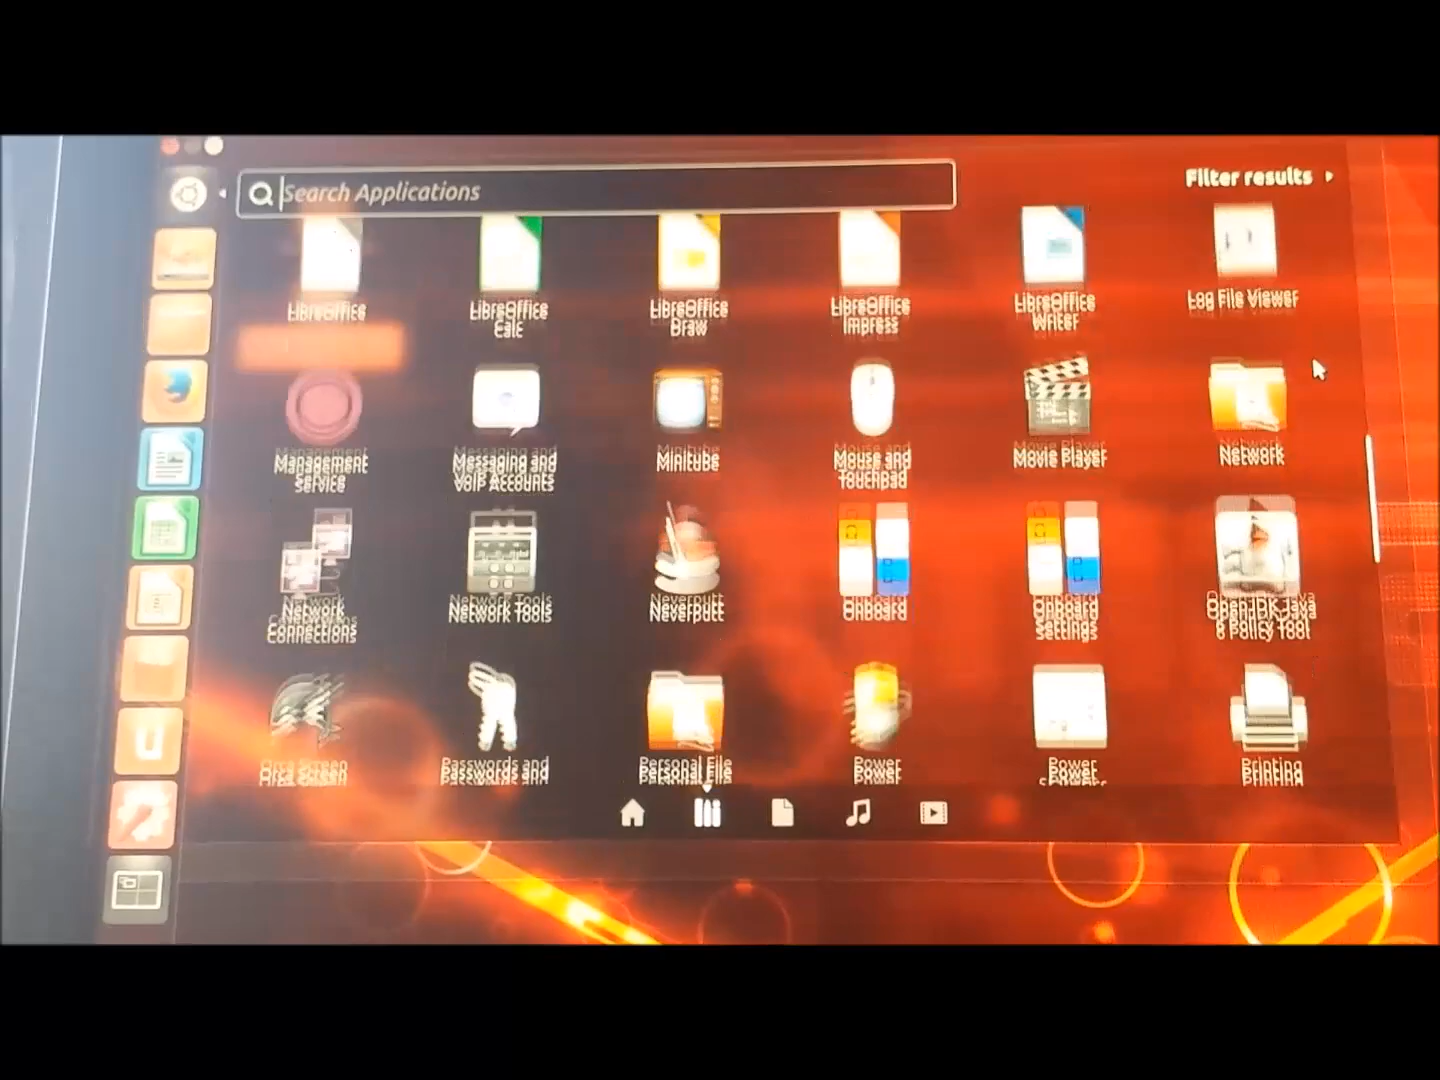 Search Applications
Filter results
LibreOffice
LibreOffice
Calc
LibreOffice
Draw
LibreOffice
Impress
LibreOffice
Writer
Log File Viewer
Management
Service
Messaging and
VoIP Accounts
Minitube
Mouse and
Touchpad
Movie Player
Network
Network
Connections
Network Tools
Neverputt
Onboard
Onboard
Settings
OpenJDK Java
6 Policy Tool
Orca Screen
Passwords and
Personal File
Power
Power
Printing